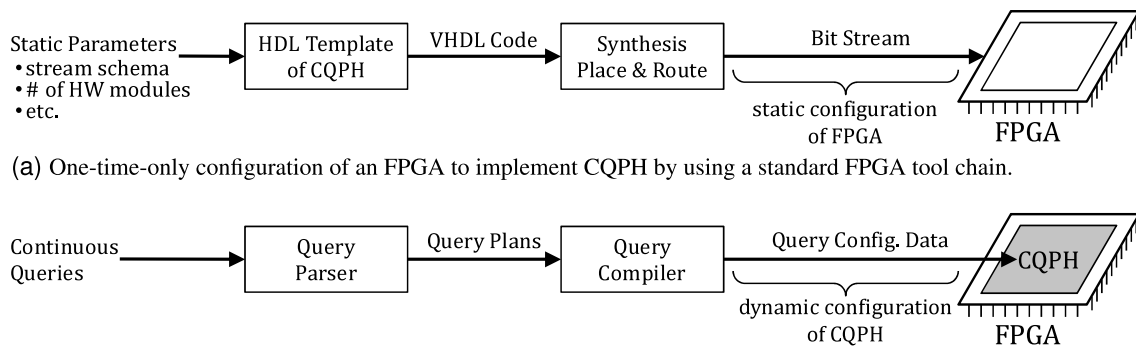 Static Parameters
• stream schema
• # of HW modules
• etc.
HDL Template
of CQPH
VHDL Code
Synthesis
Place & Route
Bit Stream
static configuration
of FPGA
FPGA
(a) One-time-only configuration of an FPGA to implement CQPH by using a standard FPGA tool chain.
Continuous
Queries
Query
Parser
Query Plans
Query
Compiler
Query Config. Data
dynamic configuration
of CQPH
CQPH
FPGA